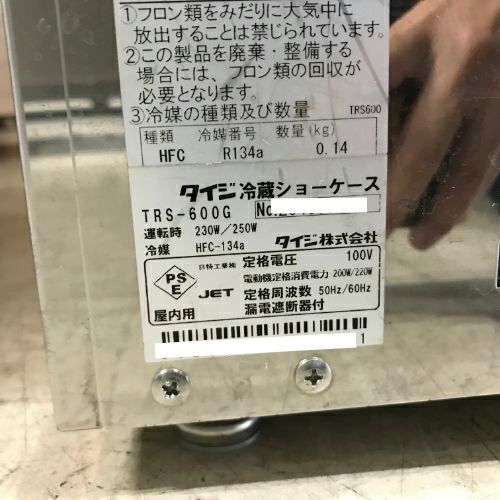 ①フロン類をみだりに大気中に
放出することは禁じられています。
②この製品を廃棄・整備する
場合には、フロン類の回収が
必要となります。
③冷媒の種類及び数量 TRS600
種類 冷媒番号 数量(kg)
HFC R134a 0.14
タイジ冷蔵ショーケース
TRS-600G No.
運転時 230W/250W
冷媒 HFC-134a タイジ株式会社
PS
E
日特工業㈱
JET
屋内用
定格電圧 100V
電動機定格消費電力 200W/220W
定格周波数 50Hz/60Hz
漏電遮断器付
1